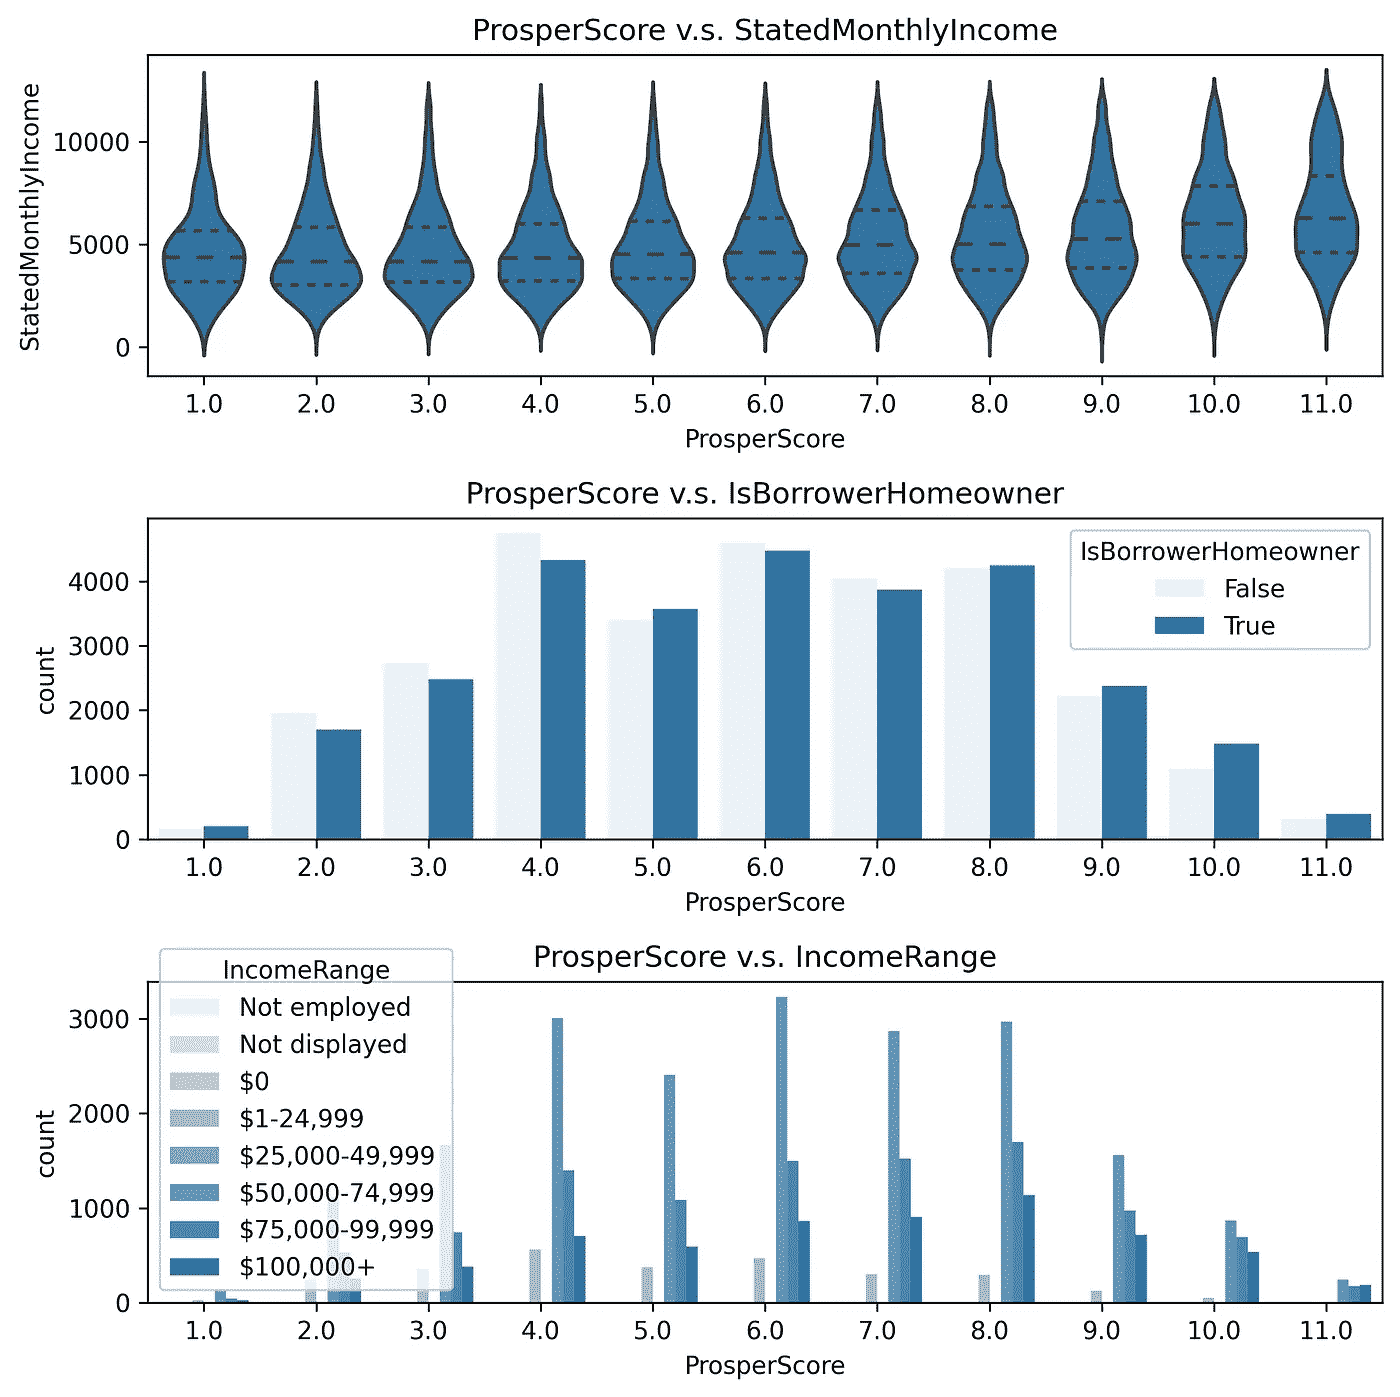 ProsperScore v.s. StatedMonthlyIncome
StatedMonthlyIncome
10000
5000
0
1.0 2.0 3.0 4.0 5.0 6.0 7.0 8.0 9.0 10.0 11.0
ProsperScore
ProsperScore v.s. IsBorrowerHomeowner
count
4000
3000
2000
1000
0
IsBorrowerHomeowner
False
True
1.0 2.0 3.0 4.0 5.0 6.0 7.0 8.0 9.0 10.0 11.0
ProsperScore
ProsperScore v.s. IncomeRange
count
3000
2000
1000
0
IncomeRange
Not employed
Not displayed
$0
$1-24,999
$25,000-49,999
$50,000-74,999
$75,000-99,999
$100,000+
1.0 2.0 3.0 4.0 5.0 6.0 7.0 8.0 9.0 10.0 11.0
ProsperScore